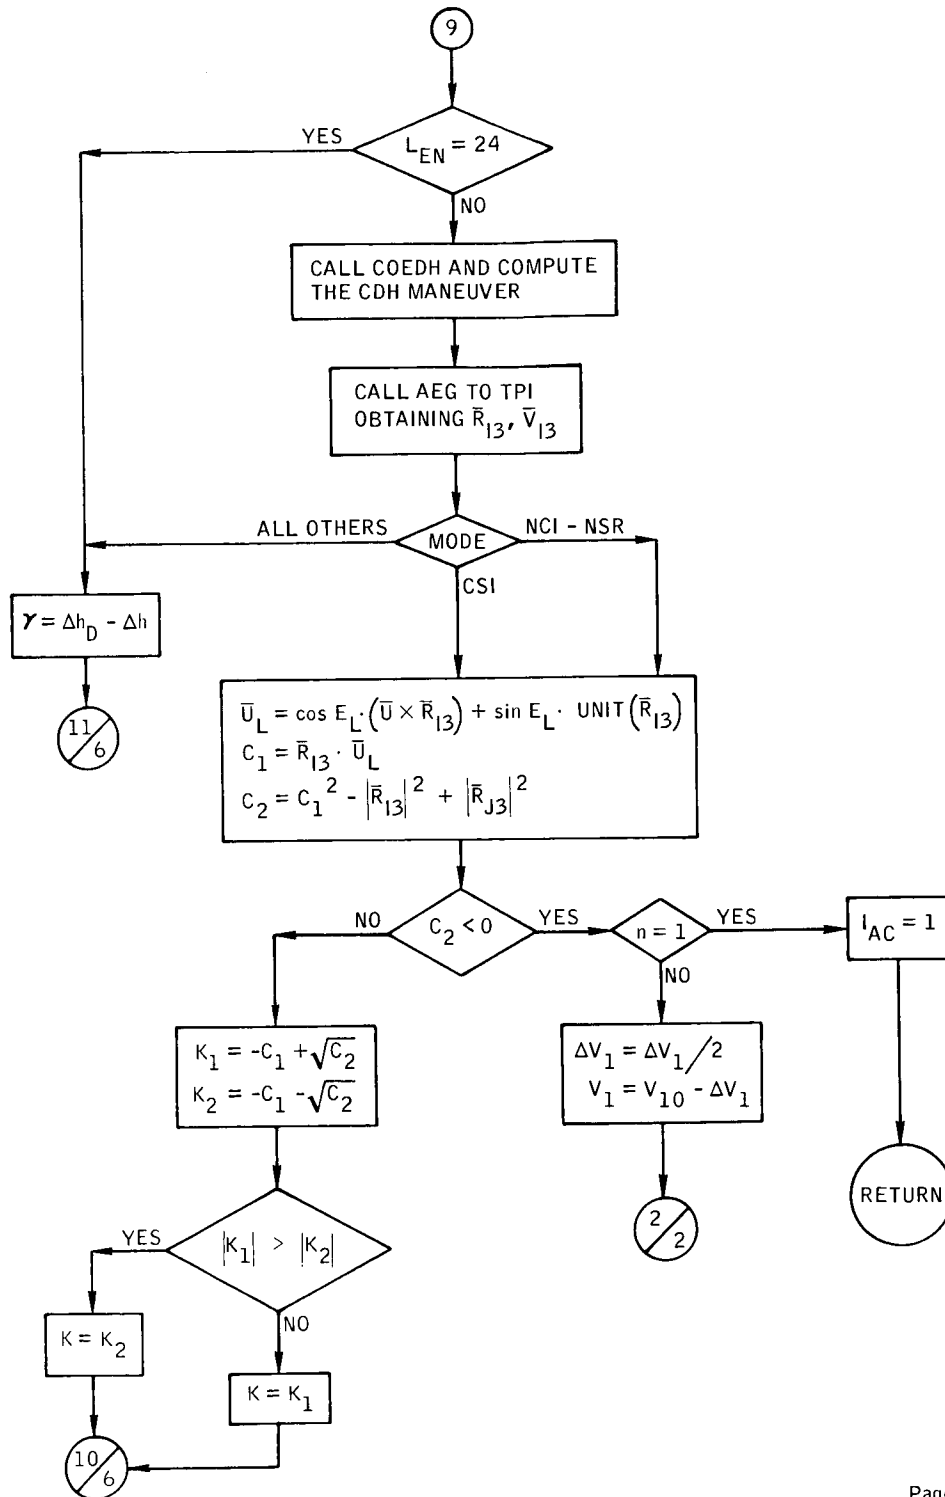 9
L_EN = 24
YES
NO
CALL COEDH AND COMPUTE
THE CDH MANEUVER
CALL AEG TO TPI
OBTAINING R̄_I3, V̄_I3
ALL OTHERS
MODE
NCI - NSR
CSI
γ = Δh_D - Δh
11/6
Ū_L = cos E_L · (Ū × R̄_I3) + sin E_L · UNIT (R̄_I3)
C_1 = R̄_I3 · Ū_L
C_2 = C_1^2 - |R̄_I3|^2 + |R̄_J3|^2
NO
C_2 < 0
YES
n = 1
YES
I_AC = 1
NO
K_1 = -C_1 + √C_2
K_2 = -C_1 - √C_2
ΔV_1 = ΔV_1/2
V_1 = V_10 - ΔV_1
RETURN
2/2
YES
|K_1| > |K_2|
NO
K = K_2
K = K_1
10/6
Page